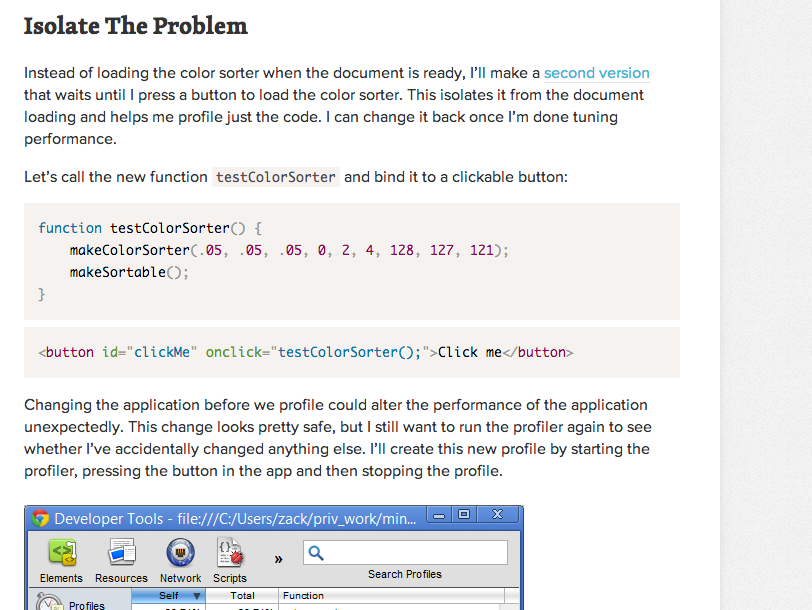 Isolate The Problem
Instead of loading the color sorter when the document is ready, I’ll make a second version
that waits until I press a button to load the color sorter. This isolates it from the document
loading and helps me profile just the code. I can change it back once I’m done tuning
performance.
Let’s call the new function testColorSorter and bind it to a clickable button:
function testColorSorter() {
    makeColorSorter(.05, .05, .05, 0, 2, 4, 128, 127, 121);
    makeSortable();
}
<button id="clickMe" onclick="testColorSorter();">Click me</button>
Changing the application before we profile could alter the performance of the application
unexpectedly. This change looks pretty safe, but I still want to run the profiler again to see
whether I’ve accidentally changed anything else. I’ll create this new profile by starting the
profiler, pressing the button in the app and then stopping the profile.
Developer Tools - file:///C:/Users/zack/priv_work/min...
Elements Resources Network Scripts » Search Profiles
Profiles Self Total Function